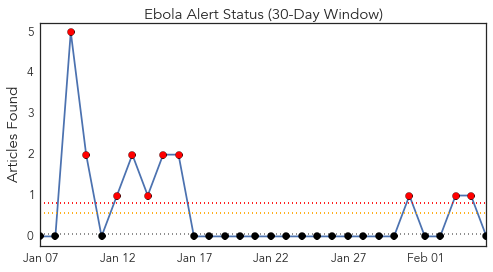 Ebola Alert Status (30-Day Window)
Articles Found
5
4
3
2
1
0
Jan 07 Jan 12 Jan 17 Jan 22 Jan 27 Feb 01